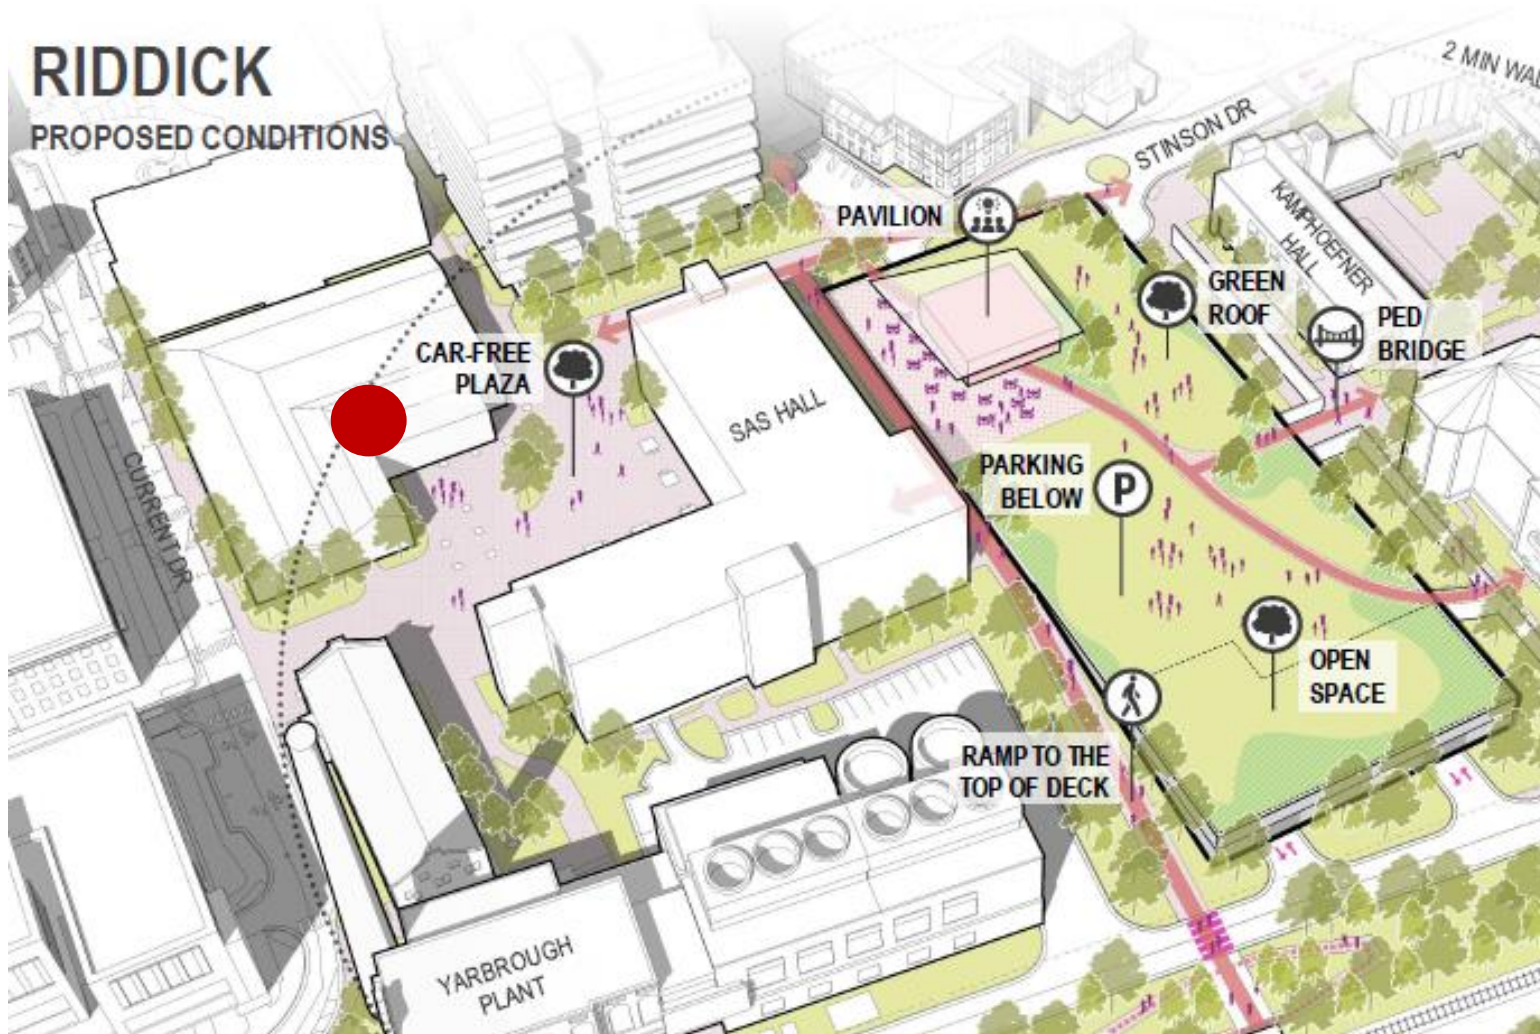 RIDDICK
PROPOSED CONDITIONS
2 MIN WAL
STINSON DR
PAVILION
KAMPHOEFNER
HALL
GREEN
ROOF
PED
BRIDGE
CAR-FREE
PLAZA
SAS HALL
CURRENT DR
PARKING
BELOW
P
OPEN
SPACE
RAMP TO THE
TOP OF DECK
YARBROUGH
PLANT